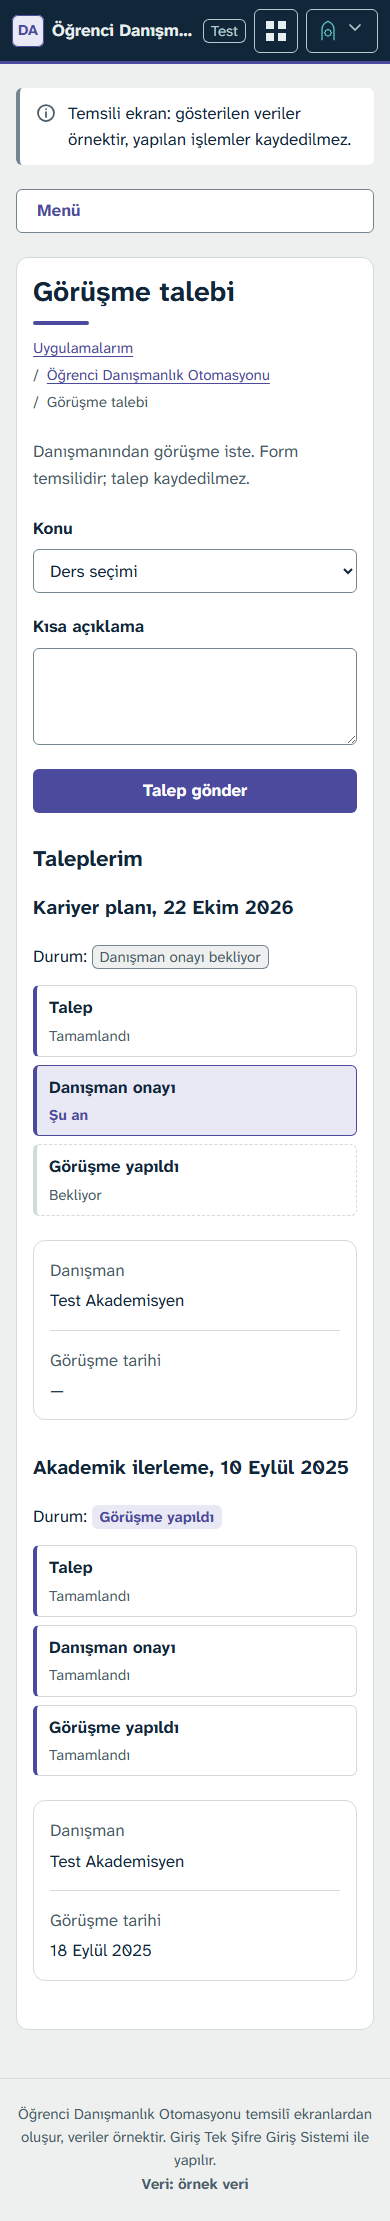 DA Öğrenci Danışm... Test
Temsili ekran: gösterilen veriler
örnektir, yapılan işlemler kaydedilmez.
Menü
Görüşme talebi
Uygulamalarım
/ Öğrenci Danışmanlık Otomasyonu
/ Görüşme talebi
Danışmanından görüşme iste. Form
temsilidir; talep kaydedilmez.
Konu
Ders seçimi
Kısa açıklama
Talep gönder
Taleplerim
Kariyer planı, 22 Ekim 2026
Durum: Danışman onayı bekliyor
Talep
Tamamlandı
Danışman onayı
Şu an
Görüşme yapıldı
Bekliyor
Danışman
Test Akademisyen
Görüşme tarihi
—
Akademik ilerleme, 10 Eylül 2025
Durum: Görüşme yapıldı
Talep
Tamamlandı
Danışman onayı
Tamamlandı
Görüşme yapıldı
Tamamlandı
Danışman
Test Akademisyen
Görüşme tarihi
18 Eylül 2025
Öğrenci Danışmanlık Otomasyonu temsilî ekranlardan
oluşur, veriler örnektir. Giriş Tek Şifre Giriş Sistemi ile
yapılır.
Veri: örnek veri